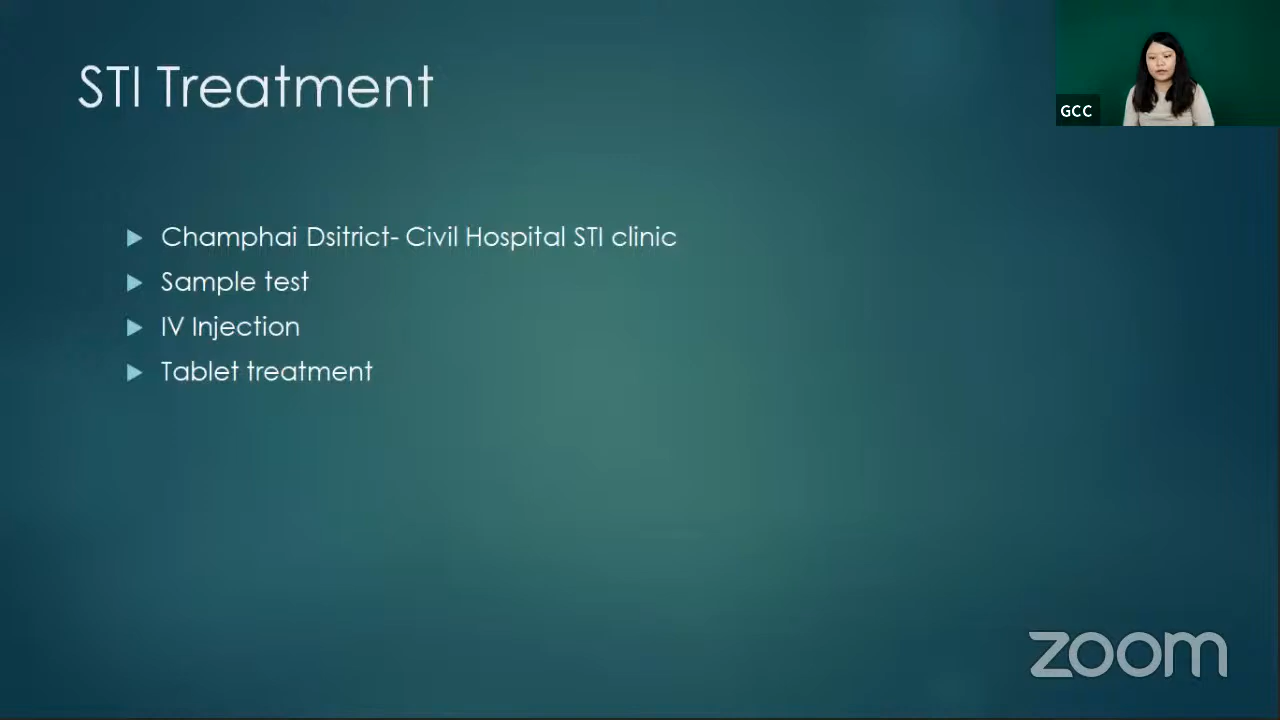 STI Treatment
GCC
Champhai Dsitrict- Civil Hospital STI clinic
Sample test
IV Injection
Tablet treatment
zoom